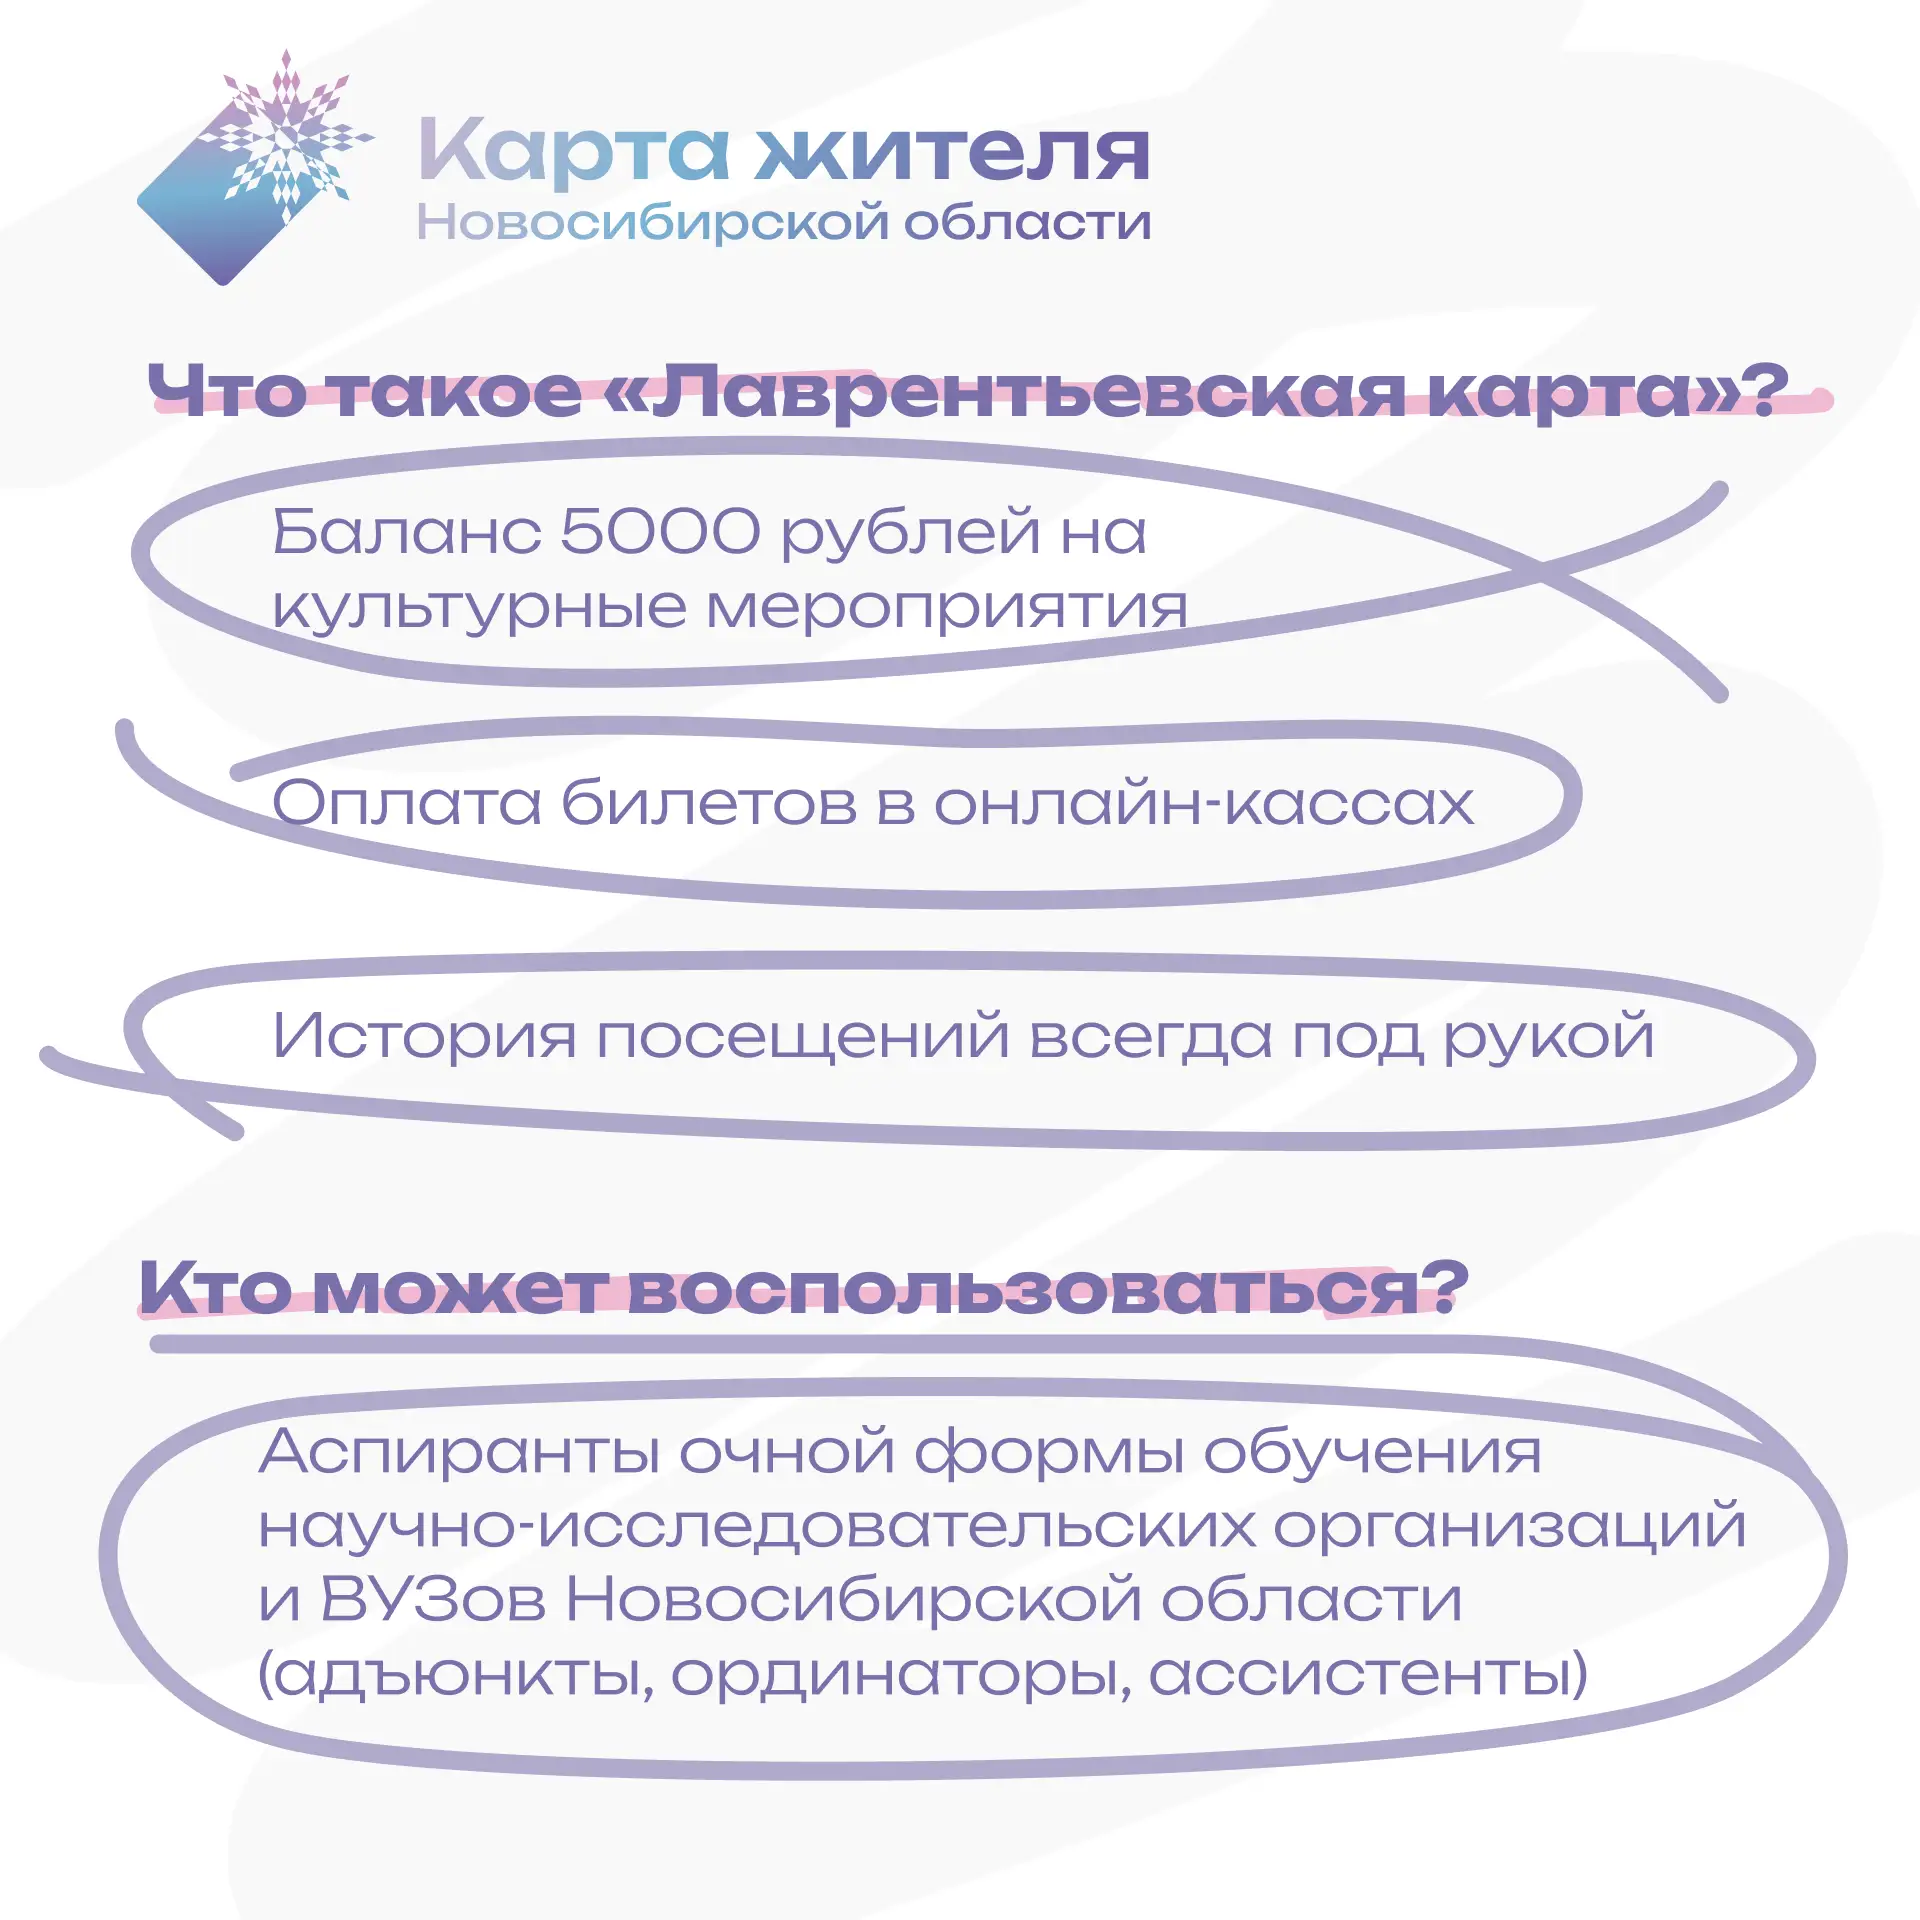 Карта жителя
Новосибирской области
Что такое «Лаврентьевская карта»?
Баланс 5000 рублей на
культурные мероприятия
Оплата билетов в онлайн-кассах
История посещений всегда под рукой
Кто может воспользоваться?
Аспиранты очной формы обучения
научно-исследовательских организаций
и ВУЗов Новосибирской области
(адъюнкты, ординаторы, ассистенты)